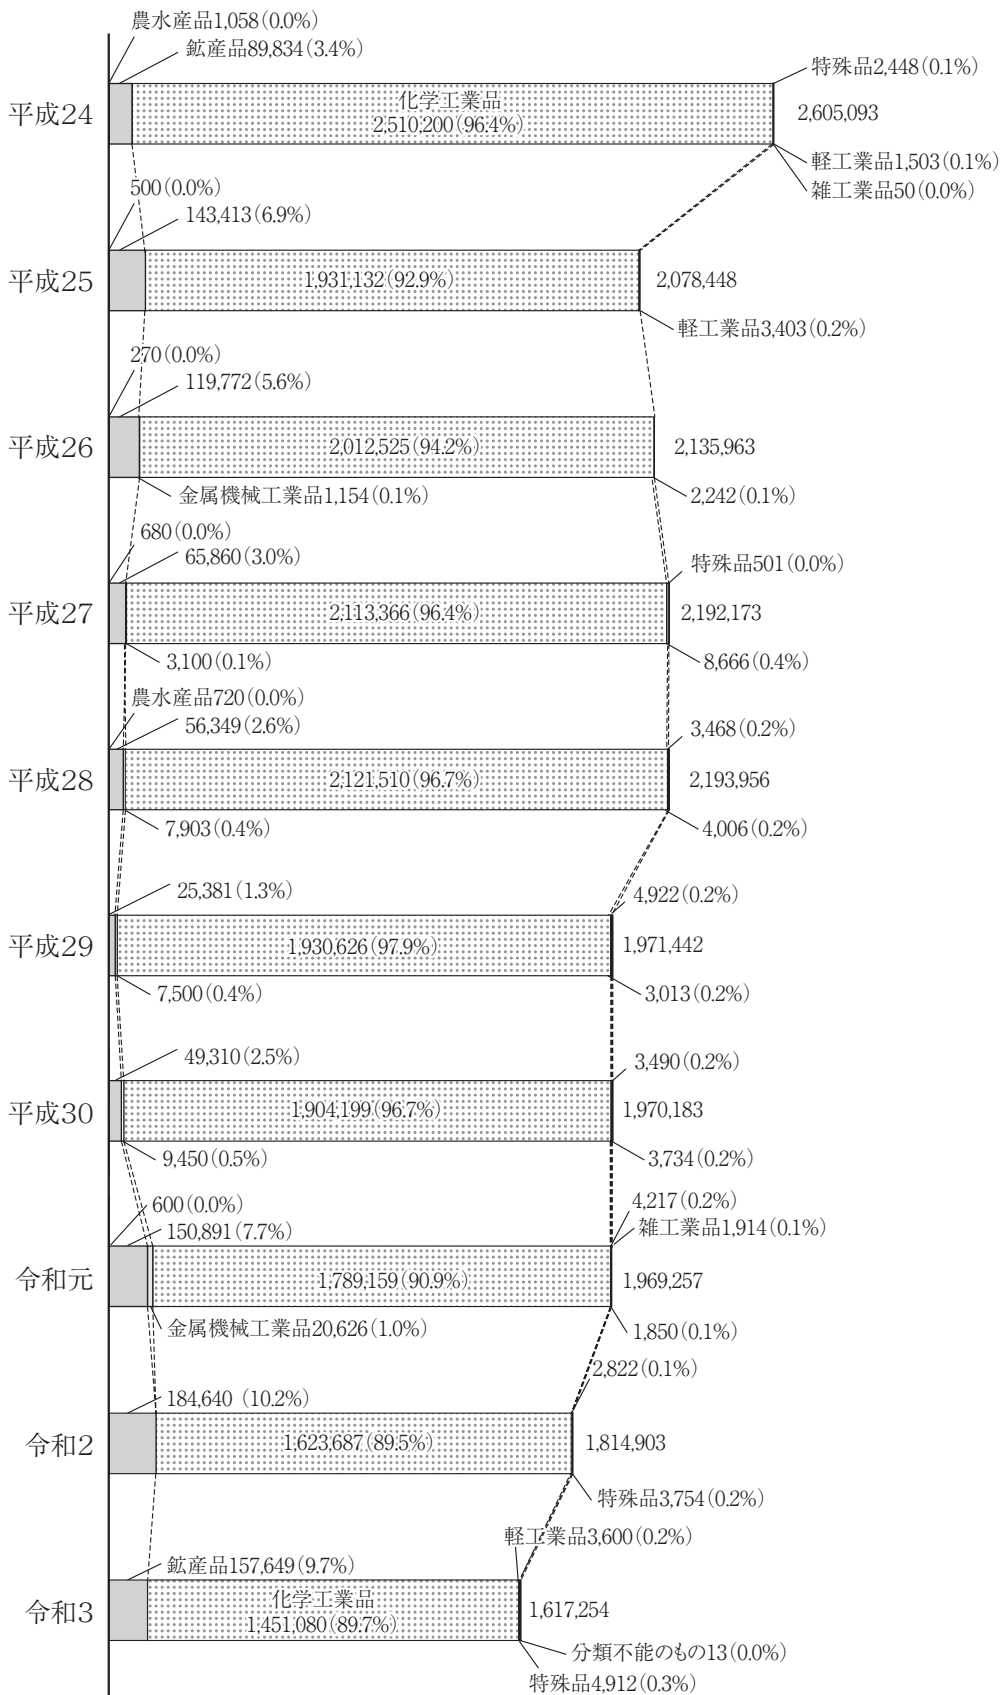 農水産品1,058(0.0%)
鉱産品89,834(3.4%)
特殊品2,448(0.1%)
平成24
化学工業品
2,510,200(96.4%)
2,605,093
軽工業品1,503(0.1%)
雑工業品50(0.0%)
500(0.0%)
143,413(6.9%)
平成25
1,931,132(92.9%)
2,078,448
軽工業品3,403(0.2%)
270(0.0%)
119,772(5.6%)
平成26
2,012,525(94.2%)
2,135,963
金属機械工業品1,154(0.1%)
2,242(0.1%)
680(0.0%)
65,860(3.0%)
特殊品501(0.0%)
平成27
2,113,366(96.4%)
2,192,173
3,100(0.1%)
8,666(0.4%)
農水産品720(0.0%)
56,349(2.6%)
3,468(0.2%)
平成28
2,121,510(96.7%)
2,193,956
7,903(0.4%)
4,006(0.2%)
25,381(1.3%)
4,922(0.2%)
平成29
1,930,626(97.9%)
1,971,442
7,500(0.4%)
3,013(0.2%)
49,310(2.5%)
3,490(0.2%)
平成30
1,904,199(96.7%)
1,970,183
9,450(0.5%)
3,734(0.2%)
600(0.0%)
150,891(7.7%)
4,217(0.2%)
雑工業品1,914(0.1%)
令和元
1,789,159(90.9%)
1,969,257
金属機械工業品20,626(1.0%)
1,850(0.1%)
2,822(0.1%)
184,640 (10.2%)
令和2
1,623,687(89.5%)
1,814,903
特殊品3,754(0.2%)
軽工業品3,600(0.2%)
鉱産品157,649(9.7%)
令和3
化学工業品
1,451,080(89.7%)
1,617,254
分類不能のもの13(0.0%)
特殊品4,912(0.3%)